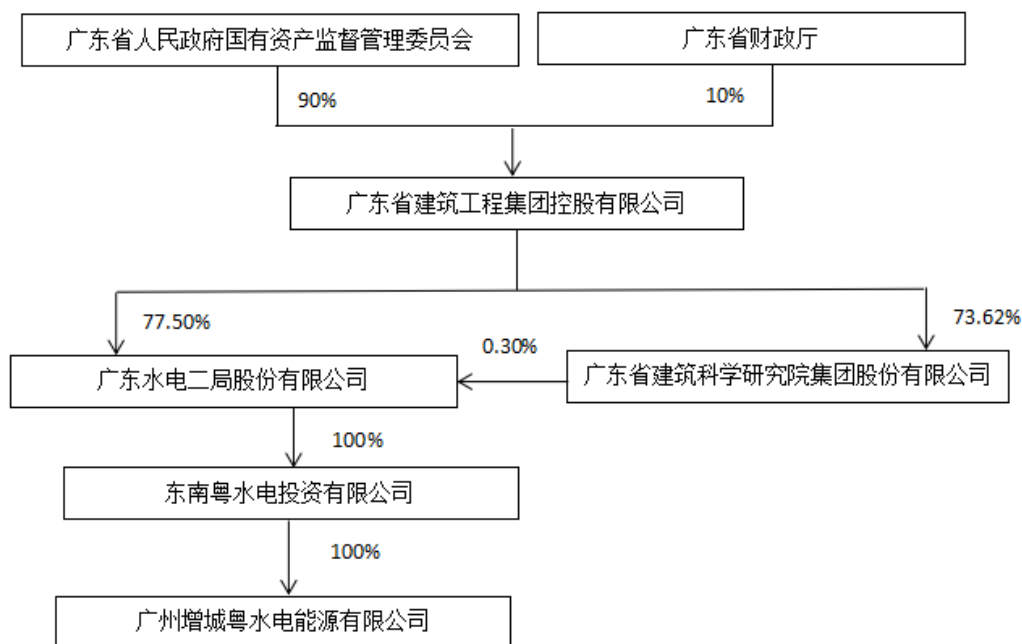 广东省人民政府国有资产监督管理委员会
广东省财政厅
90%
10%
广东省建筑工程集团控股有限公司
77.50%
73.62%
0.30%
广东水电二局股份有限公司
广东省建筑科学研究院集团股份有限公司
100%
东南粤水电投资有限公司
100%
广州增城粤水电能源有限公司